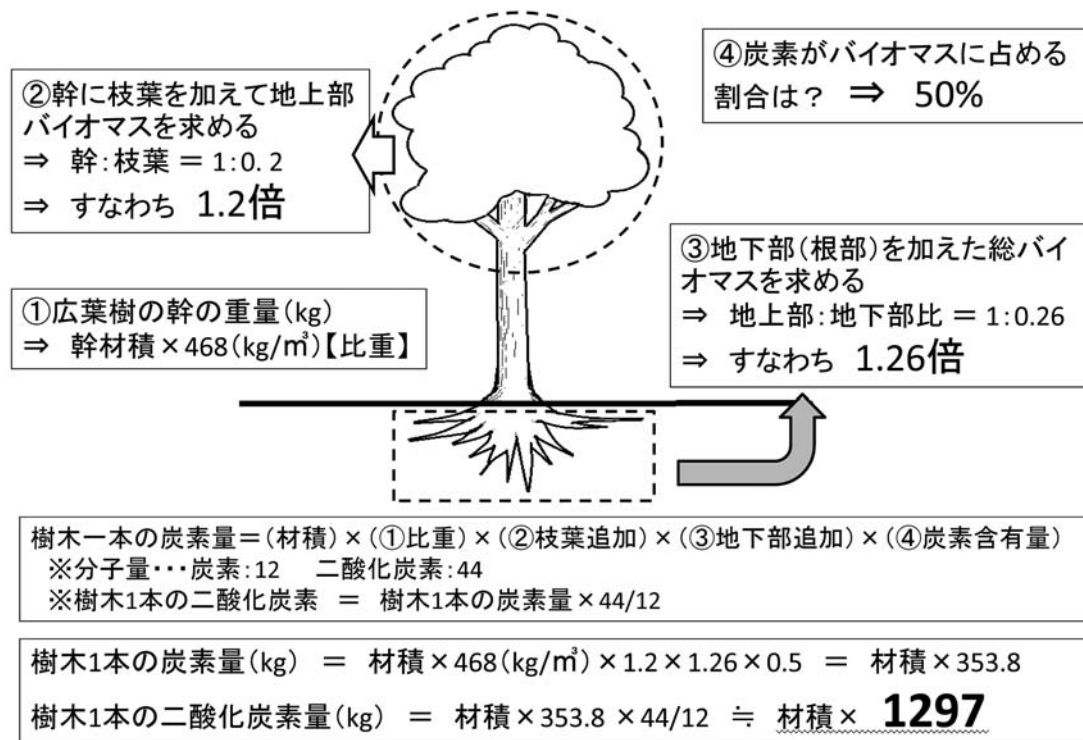 ②幹に枝葉を加えて地上部
バイオマスを求める
⇒ 幹:枝葉 = 1:0.2
⇒ すなわち 1.2倍
④炭素がバイオマスに占める
割合は? ⇒ 50%
①広葉樹の幹の重量(kg)
⇒ 幹材積×468(kg/㎥)【比重】
③地下部(根部)を加えた総バイ
オマスを求める
⇒ 地上部:地下部比 = 1:0.26
⇒ すなわち 1.26倍
樹木一本の炭素量=(材積)×(①比重)×(②枝葉追加)×(③地下部追加)×(④炭素含有量)
※分子量・・・炭素:12 二酸化炭素:44
※樹木1本の二酸化炭素 = 樹木1本の炭素量×44/12
樹木1本の炭素量(kg) = 材積×468(kg/㎥)×1.2×1.26×0.5 = 材積×353.8
樹木1本の二酸化炭素量(kg) = 材積×353.8 ×44/12 ≒ 材積× 1297